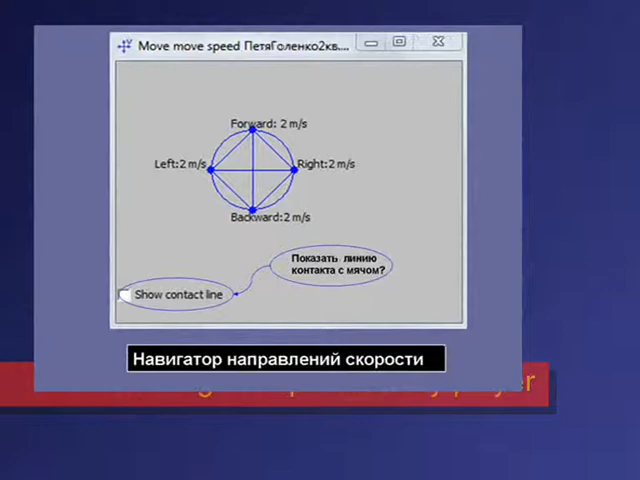 Move move speed ПетяГоленко2кв....
Forward: 2 m/s
Left:2 m/s
Right:2 m/s
Backward:2 m/s
Показать линию
контакта с мячом?
Show contact line
Навигатор направлений скорости